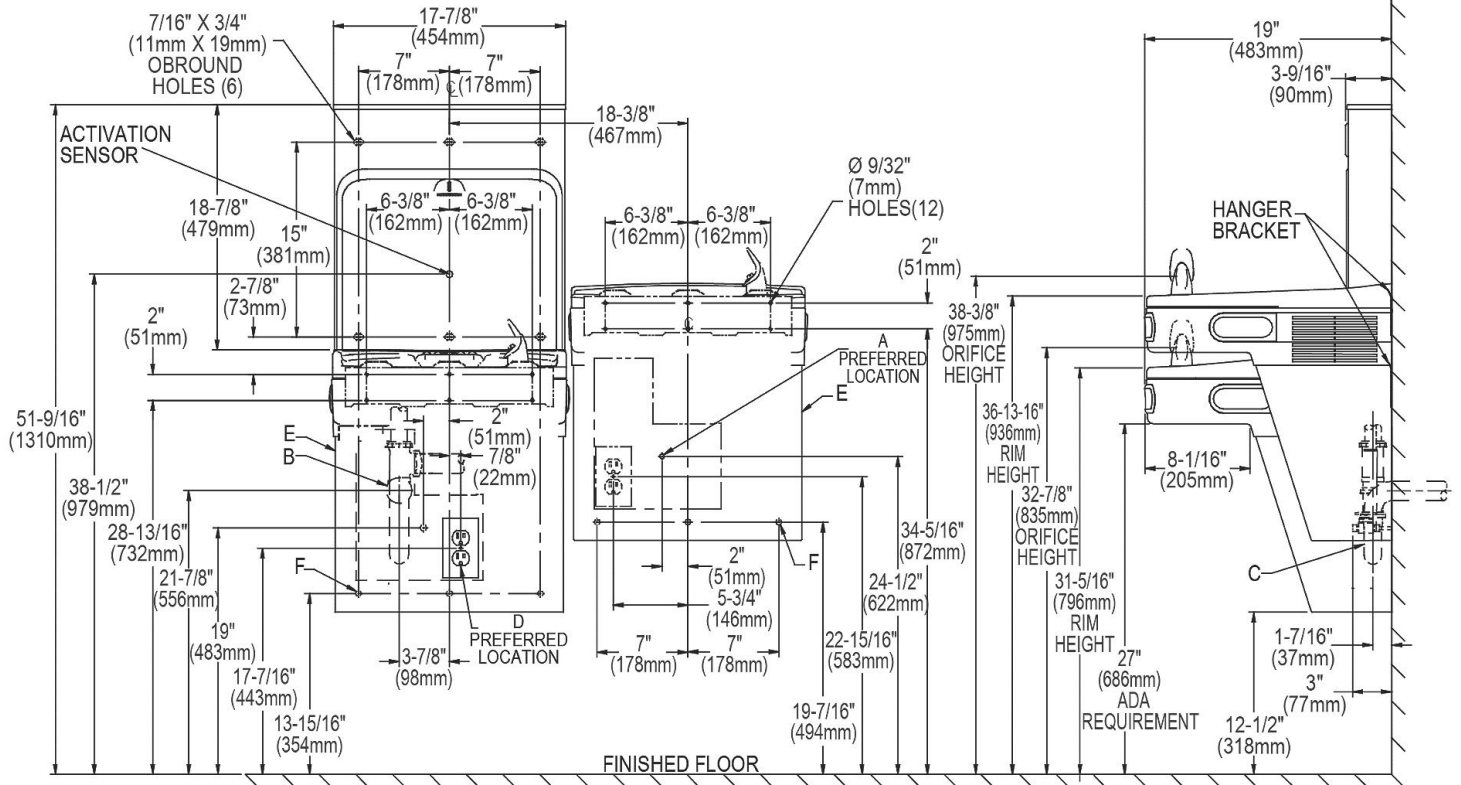 7/16" X 3/4"
(11mm X 19mm)
OBROUND
HOLES (6)
17-7/8"
(454mm)
7"
(178mm)
7"
(178mm)
℄
18-3/8"
(467mm)
ACTIVATION
SENSOR
18-7/8"
(479mm)
15"
(381mm)
2-7/8"
(73mm)
2"
(51mm)
6-3/8"
(162mm)
6-3/8"
(162mm)
6-3/8"
(162mm)
6-3/8"
(162mm)
Ø 9/32"
(7mm)
HOLES(12)
2"
(51mm)
℄
A
PREFERRED
LOCATION
E
51-9/16"
(1310mm)
38-1/2"
(979mm)
28-13/16"
(732mm)
21-7/8"
(556mm)
19"
(483mm)
17-7/16"
(443mm)
13-15/16"
(354mm)
E
B
F
2"
(51mm)
7/8"
(22mm)
D
PREFERRED
LOCATION
3-7/8"
(98mm)
F
2"
(51mm)
5-3/4"
(146mm)
7"
(178mm)
7"
(178mm)
34-5/16"
(872mm)
24-1/2"
(622mm)
22-15/16"
(583mm)
19-7/16"
(494mm)
FINISHED FLOOR
19"
(483mm)
3-9/16"
(90mm)
HANGER
BRACKET
38-3/8"
(975mm)
ORIFICE
HEIGHT
36-13-16"
(936mm)
RIM
HEIGHT
32-7/8"
(835mm)
ORIFICE
HEIGHT
31-5/16"
(796mm)
RIM
HEIGHT
27"
(686mm)
ADA
REQUIREMENT
8-1/16"
(205mm)
C
1-7/16"
(37mm)
3"
(77mm)
12-1/2"
(318mm)